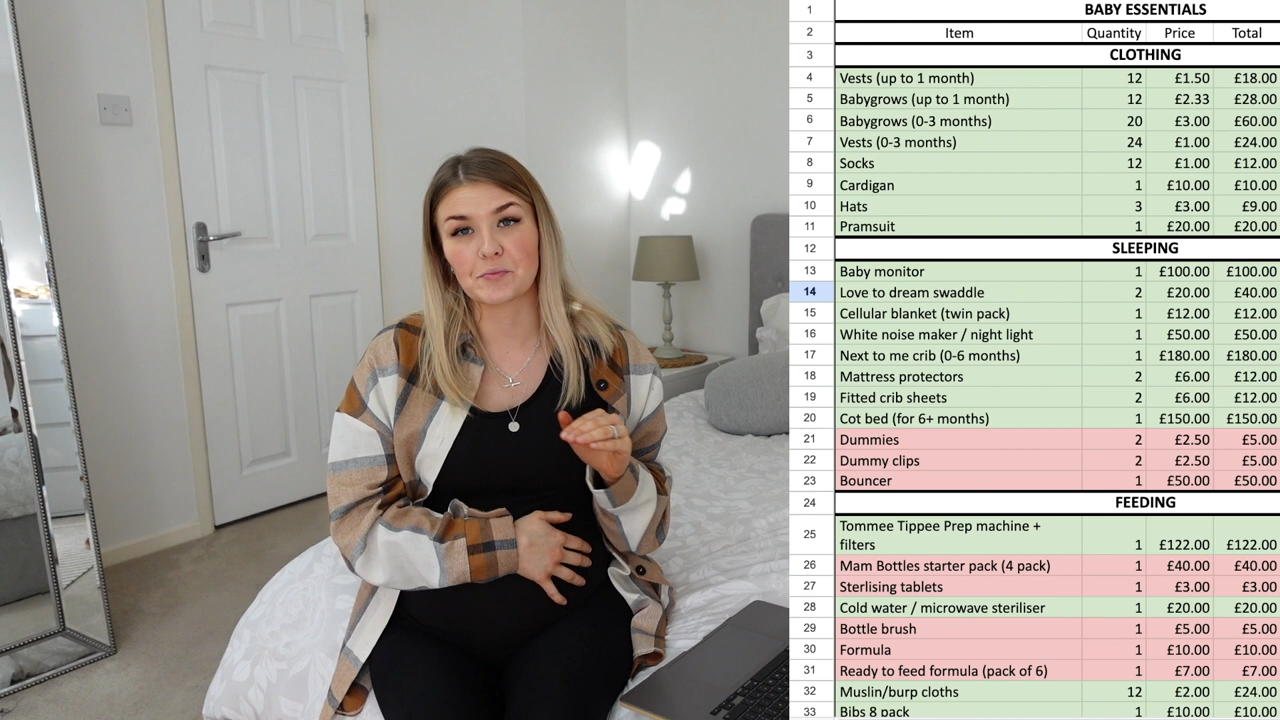 1 BABY ESSENTIALS
2 Item Quantity Price Total
3 CLOTHING
4 Vests (up to 1 month) 12 £1.50 £18.00
5 Babygrows (up to 1 month) 12 £2.33 £28.00
6 Babygrows (0-3 months) 20 £3.00 £60.00
7 Vests (0-3 months) 24 £1.00 £24.00
8 Socks 12 £1.00 £12.00
9 Cardigan 1 £10.00 £10.00
10 Hats 3 £3.00 £9.00
11 Pramsuit 1 £20.00 £20.00
12 SLEEPING
13 Baby monitor 1 £100.00 £100.00
14 Love to dream swaddle 2 £20.00 £40.00
15 Cellular blanket (twin pack) 1 £12.00 £12.00
16 White noise maker / night light 1 £50.00 £50.00
17 Next to me crib (0-6 months) 1 £180.00 £180.00
18 Mattress protectors 2 £6.00 £12.00
19 Fitted crib sheets 2 £6.00 £12.00
20 Cot bed (for 6+ months) 1 £150.00 £150.00
21 Dummies 2 £2.50 £5.00
22 Dummy clips 2 £2.50 £5.00
23 Bouncer 1 £50.00 £50.00
24 FEEDING
Tommee Tippee Prep machine +
25 filters 1 £122.00 £122.00
26 Mam Bottles starter pack (4 pack) 1 £40.00 £40.00
27 Sterilising tablets 1 £3.00 £3.00
28 Cold water / microwave steriliser 1 £20.00 £20.00
29 Bottle brush 1 £5.00 £5.00
30 Formula 1 £10.00 £10.00
31 Ready to feed formula (pack of 6) 1 £7.00 £7.00
32 Muslin/burp cloths 12 £2.00 £24.00
33 Bibs 8 pack 1 £10.00 £10.00